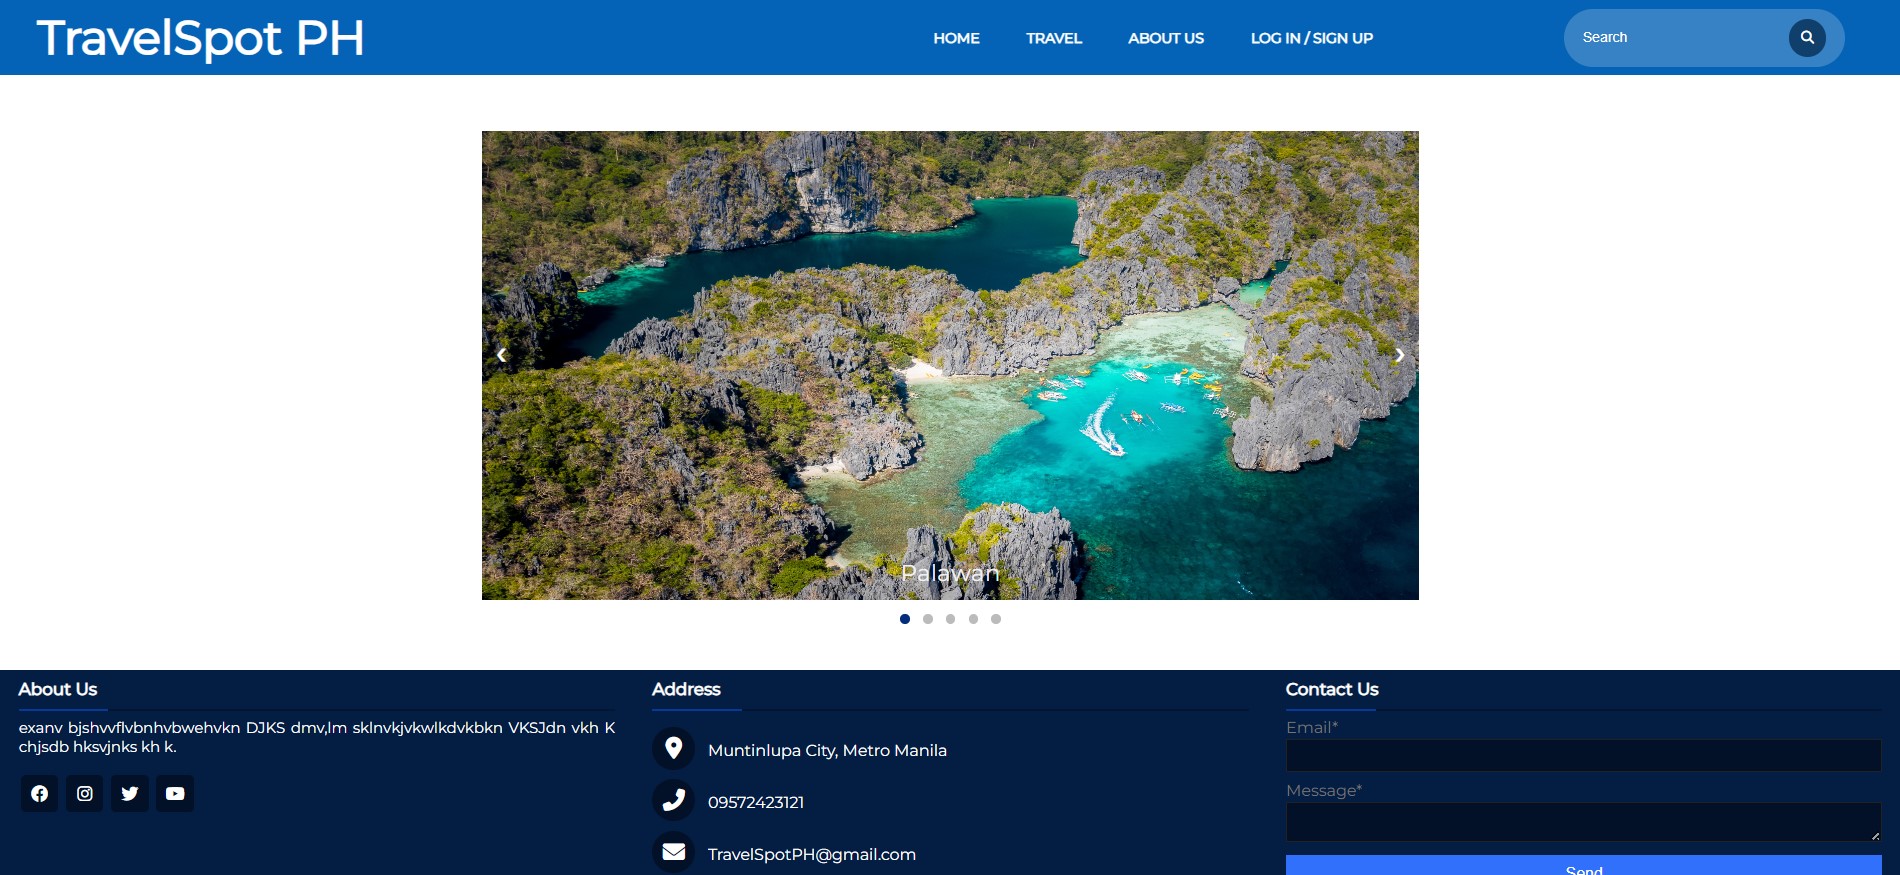 TravelSpot PH
HOME TRAVEL ABOUT US LOG IN / SIGN UP
Search
Palawan
About Us
exanv bjshvvflvbnhvbwehvkn DJKS dmv,lm sklnvkjvkwlkdvkbkn VKSJdn vkh K
chjsdb hksvjnks kh k.
Address
Muntinlupa City, Metro Manila
09572423121
TravelSpotPH@gmail.com
Contact Us
Email*
Message*
Send